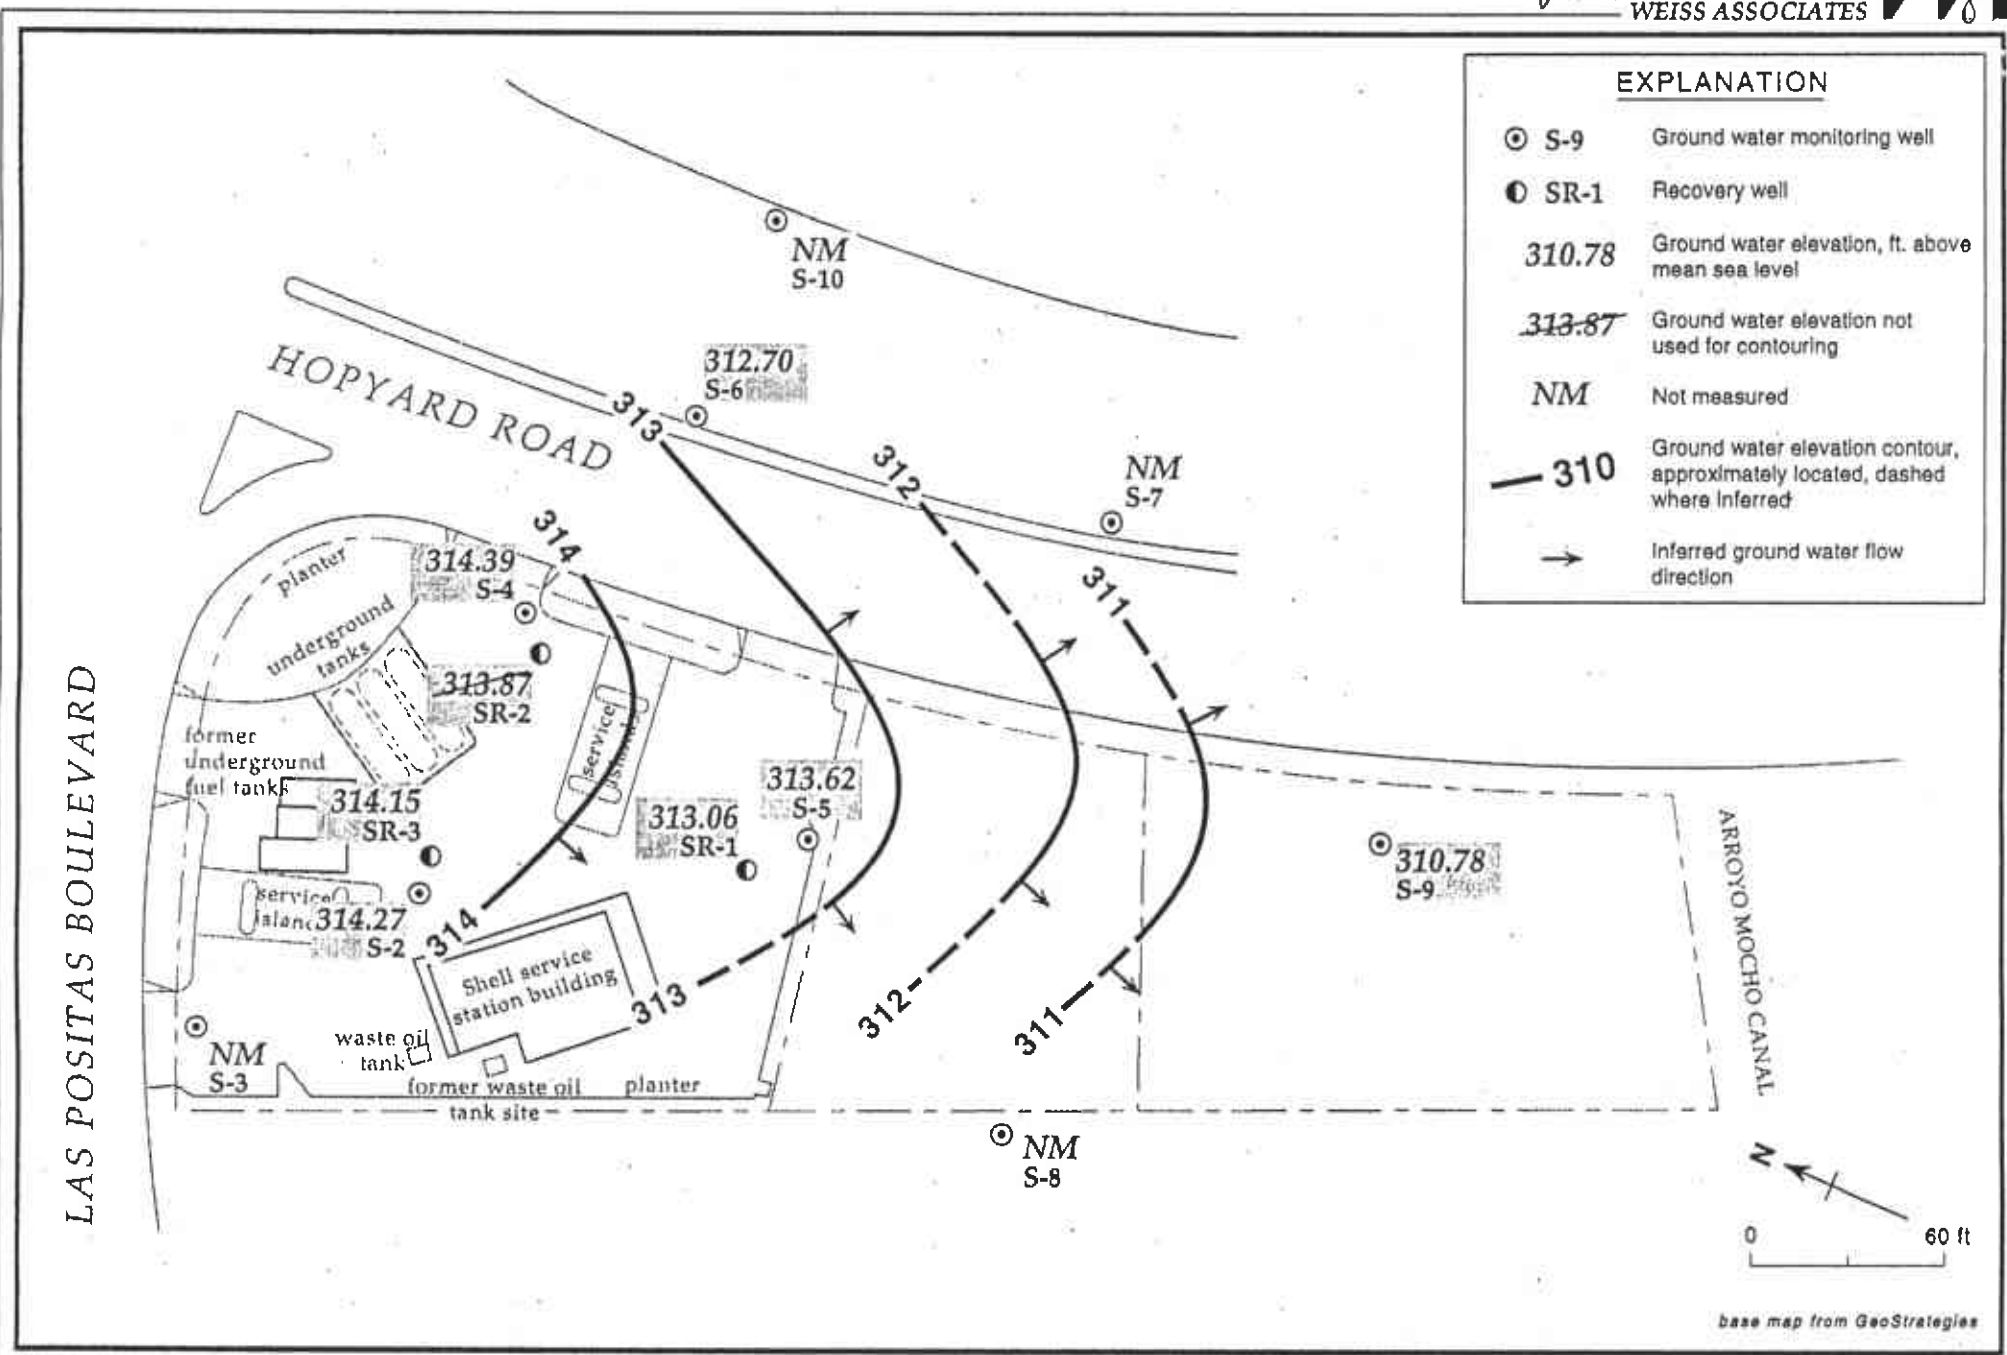 WEISS ASSOCIATES
EXPLANATION
S-9 Ground water monitoring well
SR-1 Recovery well
310.78 Ground water elevation, ft. above
mean sea level
313.87 Ground water elevation not
used for contouring
NM Not measured
310 Ground water elevation contour,
approximately located, dashed
where inferred
Inferred ground water flow
direction
NM
S-10
HOPYARD ROAD
312.70
S-6
313
312
NM
S-7
314
311
planter
314.39
S-4
underground
tanks
313.87
SR-2
service
islands
former
underground
fuel tanks
314.15
SR-3
313.06
SR-1
313.62
S-5
310.78
S-9
service
island
314.27
S-2
314
Shell service
station building
313
312
311
LAS POSITAS BOULEVARD
ARROYO MOCHO CANAL
NM
S-3
waste oil
tank
former waste oil
tank site
planter
NM
S-8
N
0 60 ft
base map from GeoStrategies